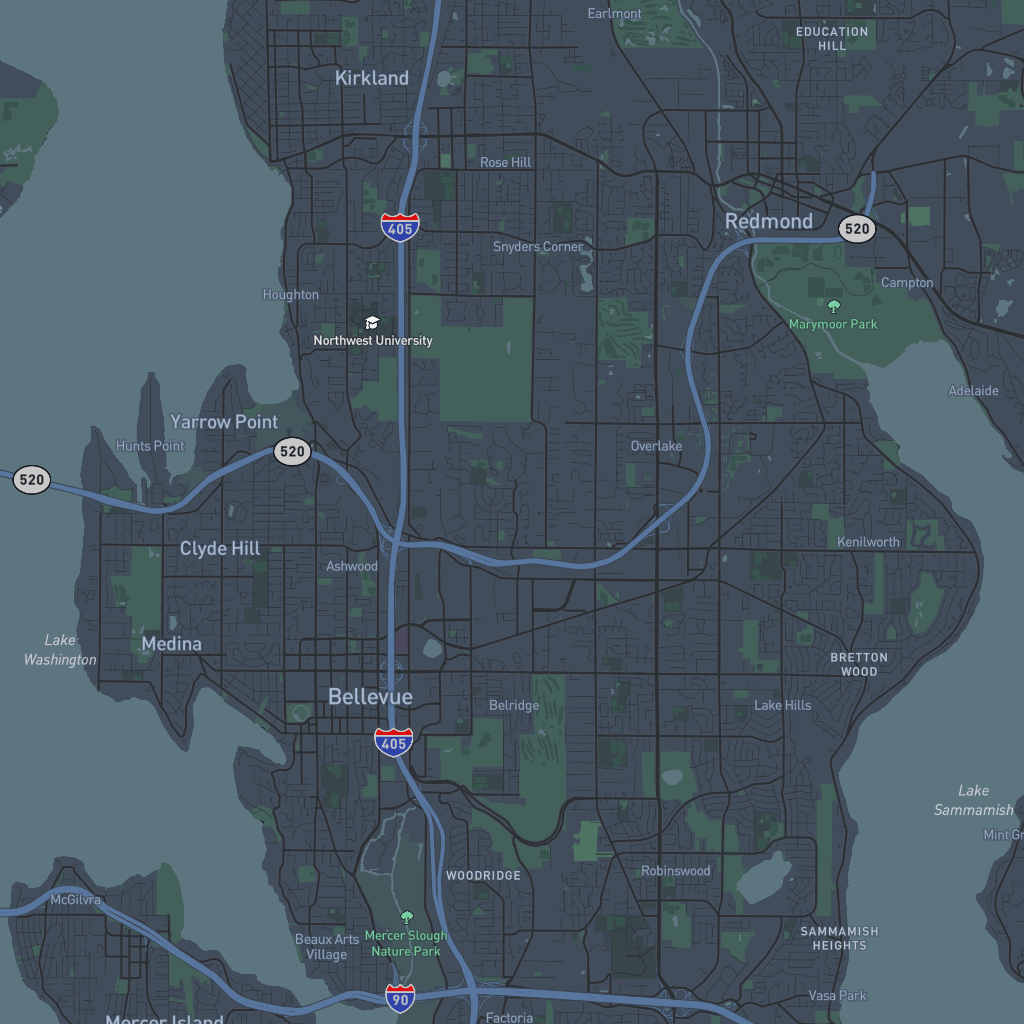 Earlmont
EDUCATION
HILL
Kirkland
Rose Hill
Redmond
405
520
Snyders Corner
Campton
Houghton
Marymoor Park
Northwest University
Adelaide
Yarrow Point
Hunts Point
Overlake
520
520
Kenilworth
Clyde Hill
Ashwood
Lake
Washington
Medina
BRETTON
WOOD
Bellevue
Belridge
Lake Hills
405
Lake
Sammamish
Mint Gr
Robinswood
WOODRIDGE
McGilvra
Beaux Arts
Village
Mercer Slough
Nature Park
SAMMAMISH
HEIGHTS
90
Vasa Park
Factoria
Mercer Island